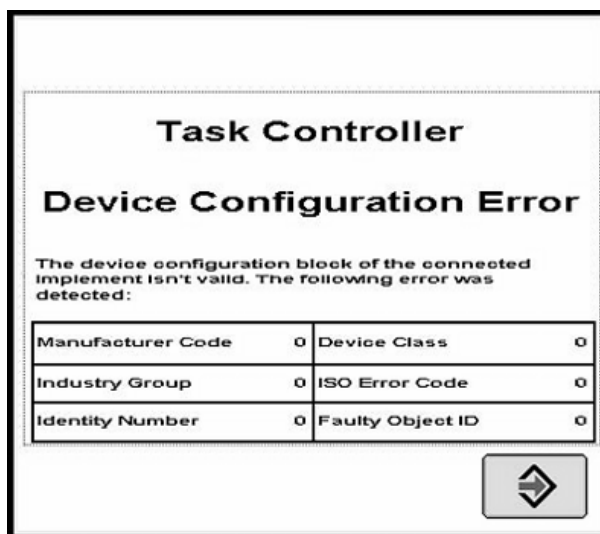 Task Controller
Device Configuration Error
The device configuration block of the connected
implement isn't valid. The following error was
detected:
Manufacturer Code 0 Device Class 0
Industry Group 0 ISO Error Code 0
Identity Number 0 Faulty Object ID 0